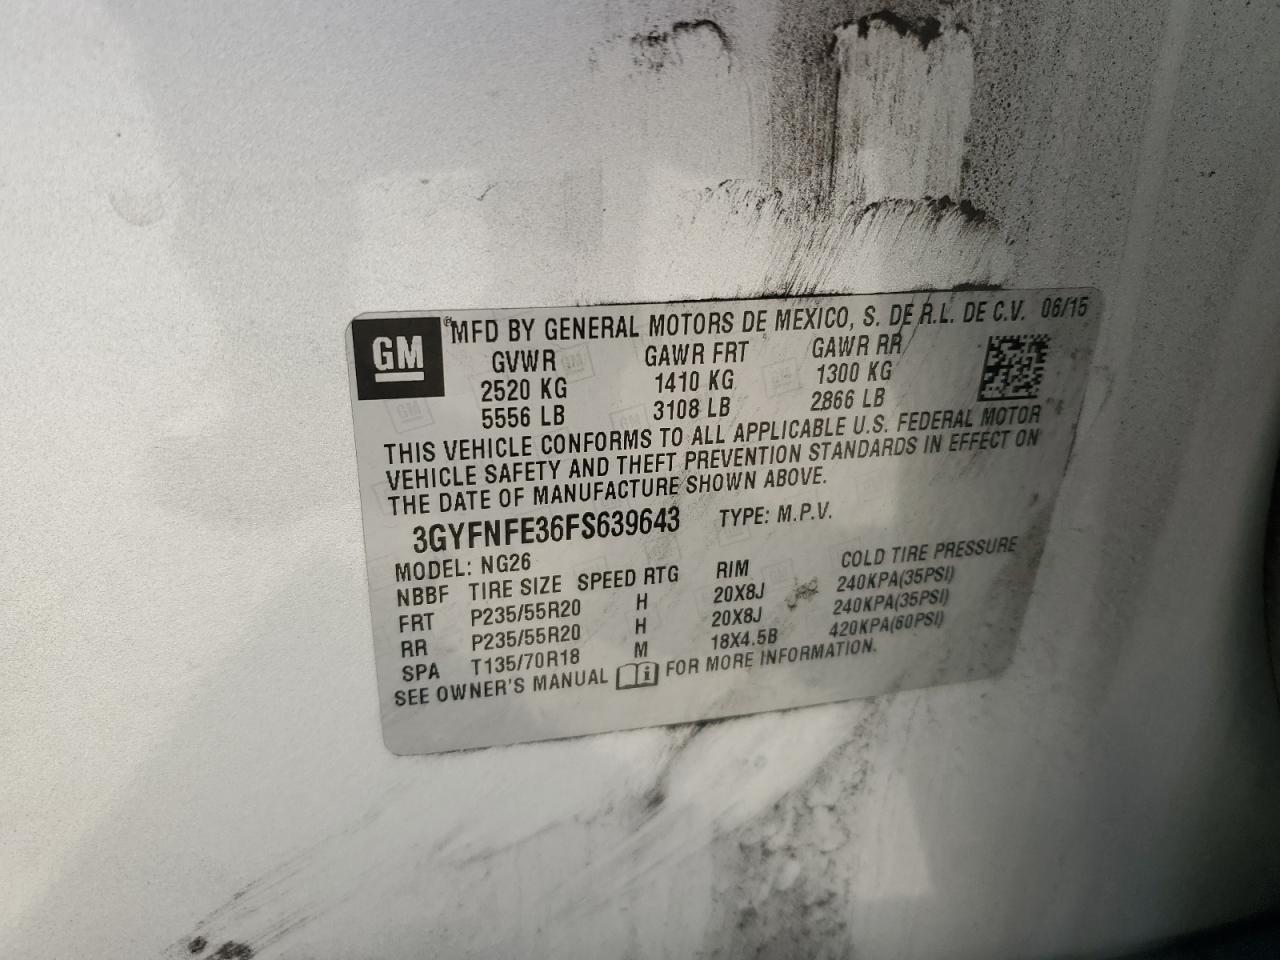 GM
® MFD BY GENERAL MOTORS DE MEXICO, S. DE R.L. DE C.V. 06/15
GVWR GAWR FRT GAWR RR
2520 KG 1410 KG 1300 KG
5556 LB 3108 LB 2866 LB
THIS VEHICLE CONFORMS TO ALL APPLICABLE U.S. FEDERAL MOTOR
VEHICLE SAFETY AND THEFT PREVENTION STANDARDS IN EFFECT ON
THE DATE OF MANUFACTURE SHOWN ABOVE.
3GYFNFE36FS639643 TYPE: M.P.V.
MODEL: NG26
NBBF TIRE SIZE SPEED RTG RIM COLD TIRE PRESSURE
FRT P235/55R20 H 20X8J 240KPA(35PSI)
RR P235/55R20 H 20X8J 240KPA(35PSI)
SPA T135/70R18 M 18X4.5B 420KPA(60PSI)
SEE OWNER'S MANUAL FOR MORE INFORMATION.